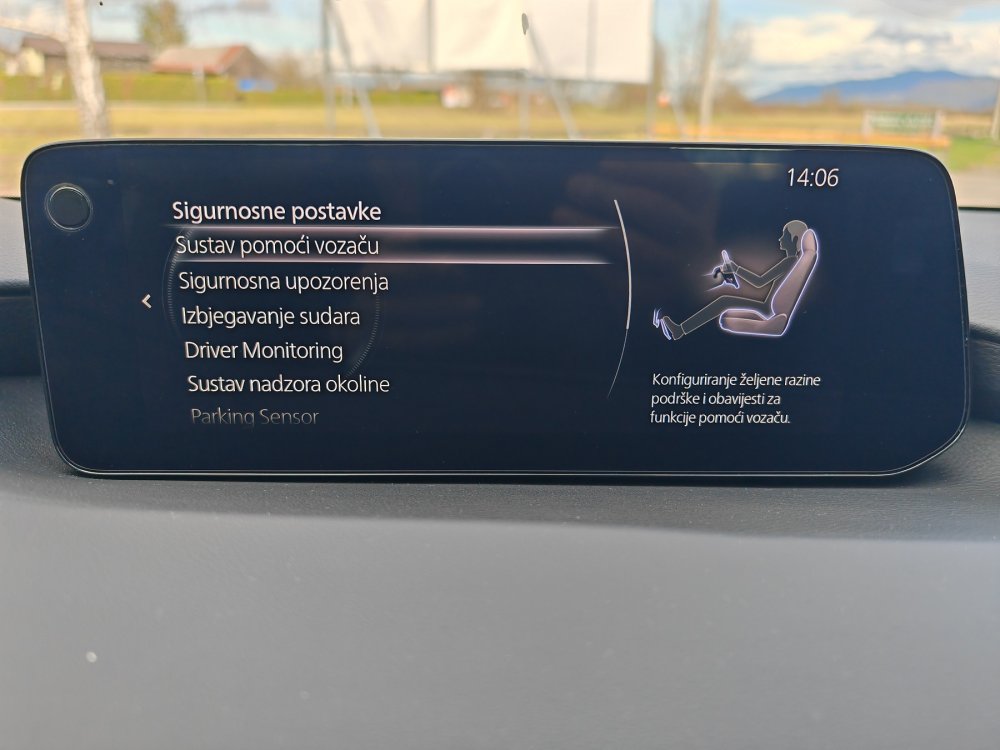 14:06
Sigurnosne postavke
Sustav pomoći vozaču
Sigurnosna upozorenja
Izbjegavanje sudara
Driver Monitoring
Sustav nadzora okoline
Parking Sensor
Konfiguriranje željene razine
podrške i obavijesti za
funkcije pomoći vozaču.